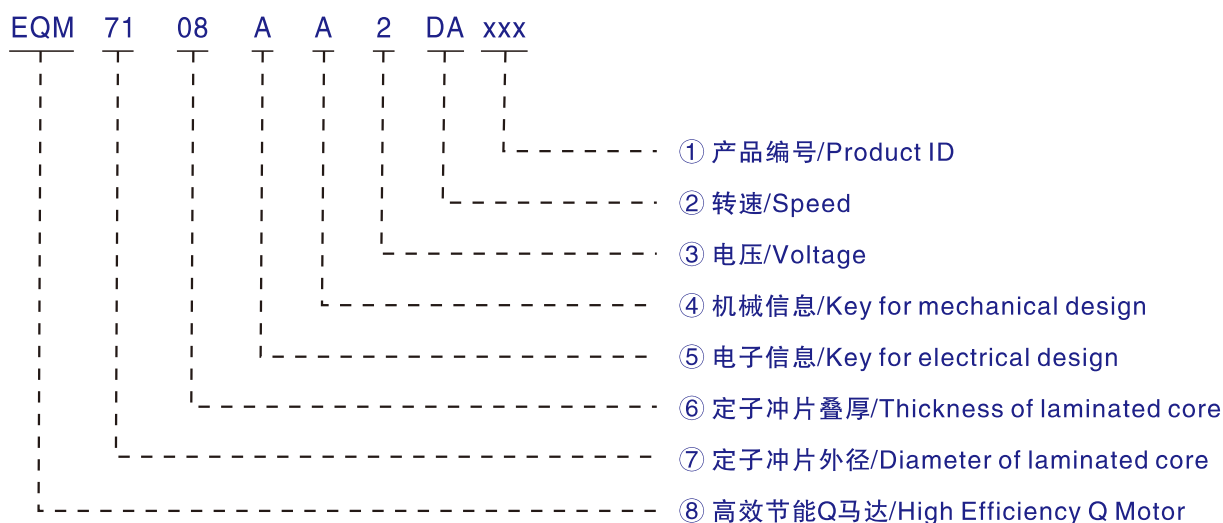 EQM 71 08 A A 2 DA xxx
① 产品编号/Product ID
② 转速/Speed
③ 电压/Voltage
④ 机械信息/Key for mechanical design
⑤ 电子信息/Key for electrical design
⑥ 定子冲片叠厚/Thickness of laminated core
⑦ 定子冲片外径/Diameter of laminated core
⑧ 高效节能Q马达/High Efficiency Q Motor